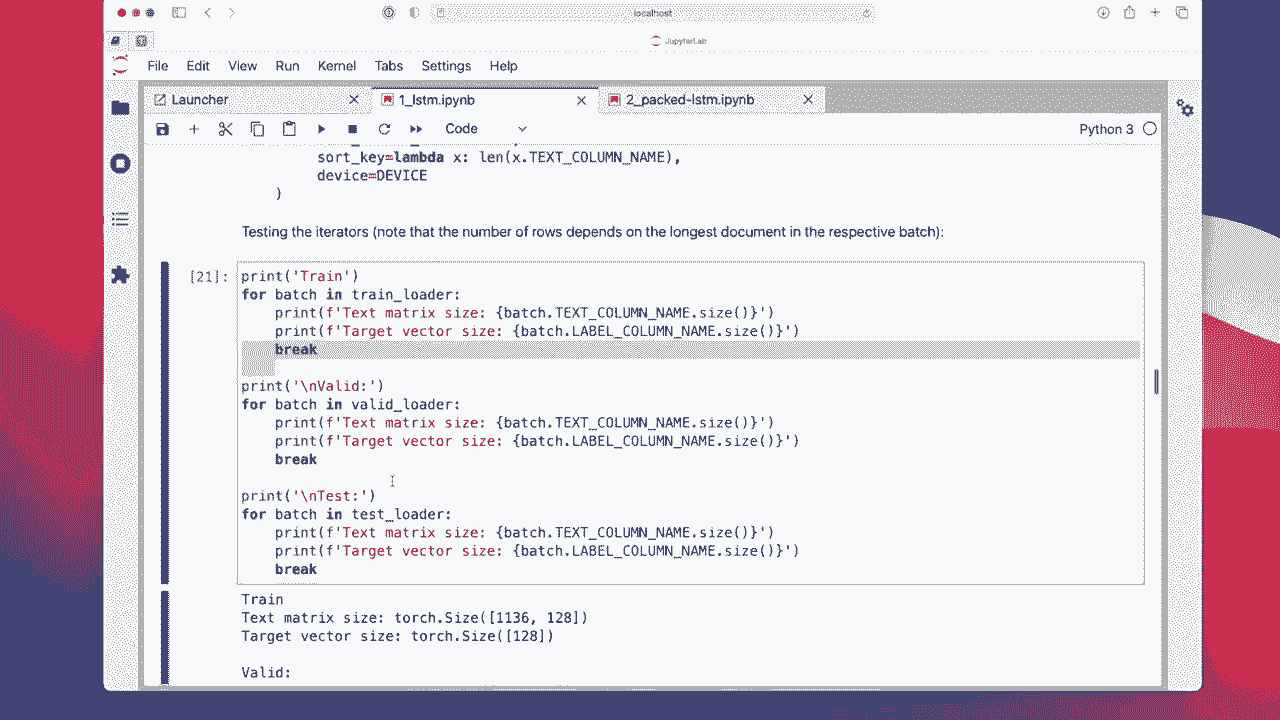 localhost
JupyterLab
File Edit View Run Kernel Tabs Settings Help
Launcher 1_lstm.ipynb 2_packed-lstm.ipynb
Code Python 3
sort_key=lambda x: len(x.TEXT_COLUMN_NAME),
device=DEVICE
)
Testing the iterators (note that the number of rows depends on the longest document in the respective batch):
[21]: print('Train')
for batch in train_loader:
print(f'Text matrix size: {batch.TEXT_COLUMN_NAME.size()}')
print(f'Target vector size: {batch.LABEL_COLUMN_NAME.size()}')
break
print('\nValid:')
for batch in valid_loader:
print(f'Text matrix size: {batch.TEXT_COLUMN_NAME.size()}')
print(f'Target vector size: {batch.LABEL_COLUMN_NAME.size()}')
break
print('\nTest:')
for batch in test_loader:
print(f'Text matrix size: {batch.TEXT_COLUMN_NAME.size()}')
print(f'Target vector size: {batch.LABEL_COLUMN_NAME.size()}')
break
Train
Text matrix size: torch.Size([1136, 128])
Target vector size: torch.Size([128])
Valid: